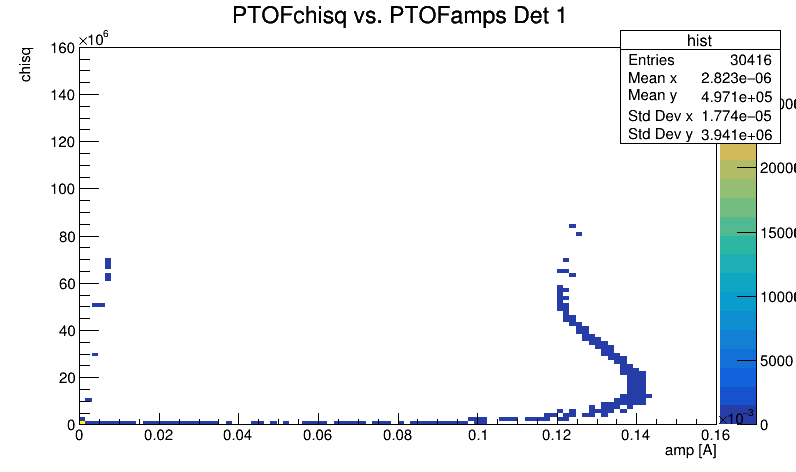 PTOFchisq vs. PTOFamps Det 1
×10⁶
chisq
hist
Entries 30416
Mean x 2.823e−06
Mean y 4.971e+05
Std Dev x 1.774e−05
Std Dev y 3.941e+06
160
140
120
100
80
60
40
20
0
20000
15000
10000
5000
0
×10⁻³
0 0.02 0.04 0.06 0.08 0.1 0.12 0.14 0.16
amp [A]